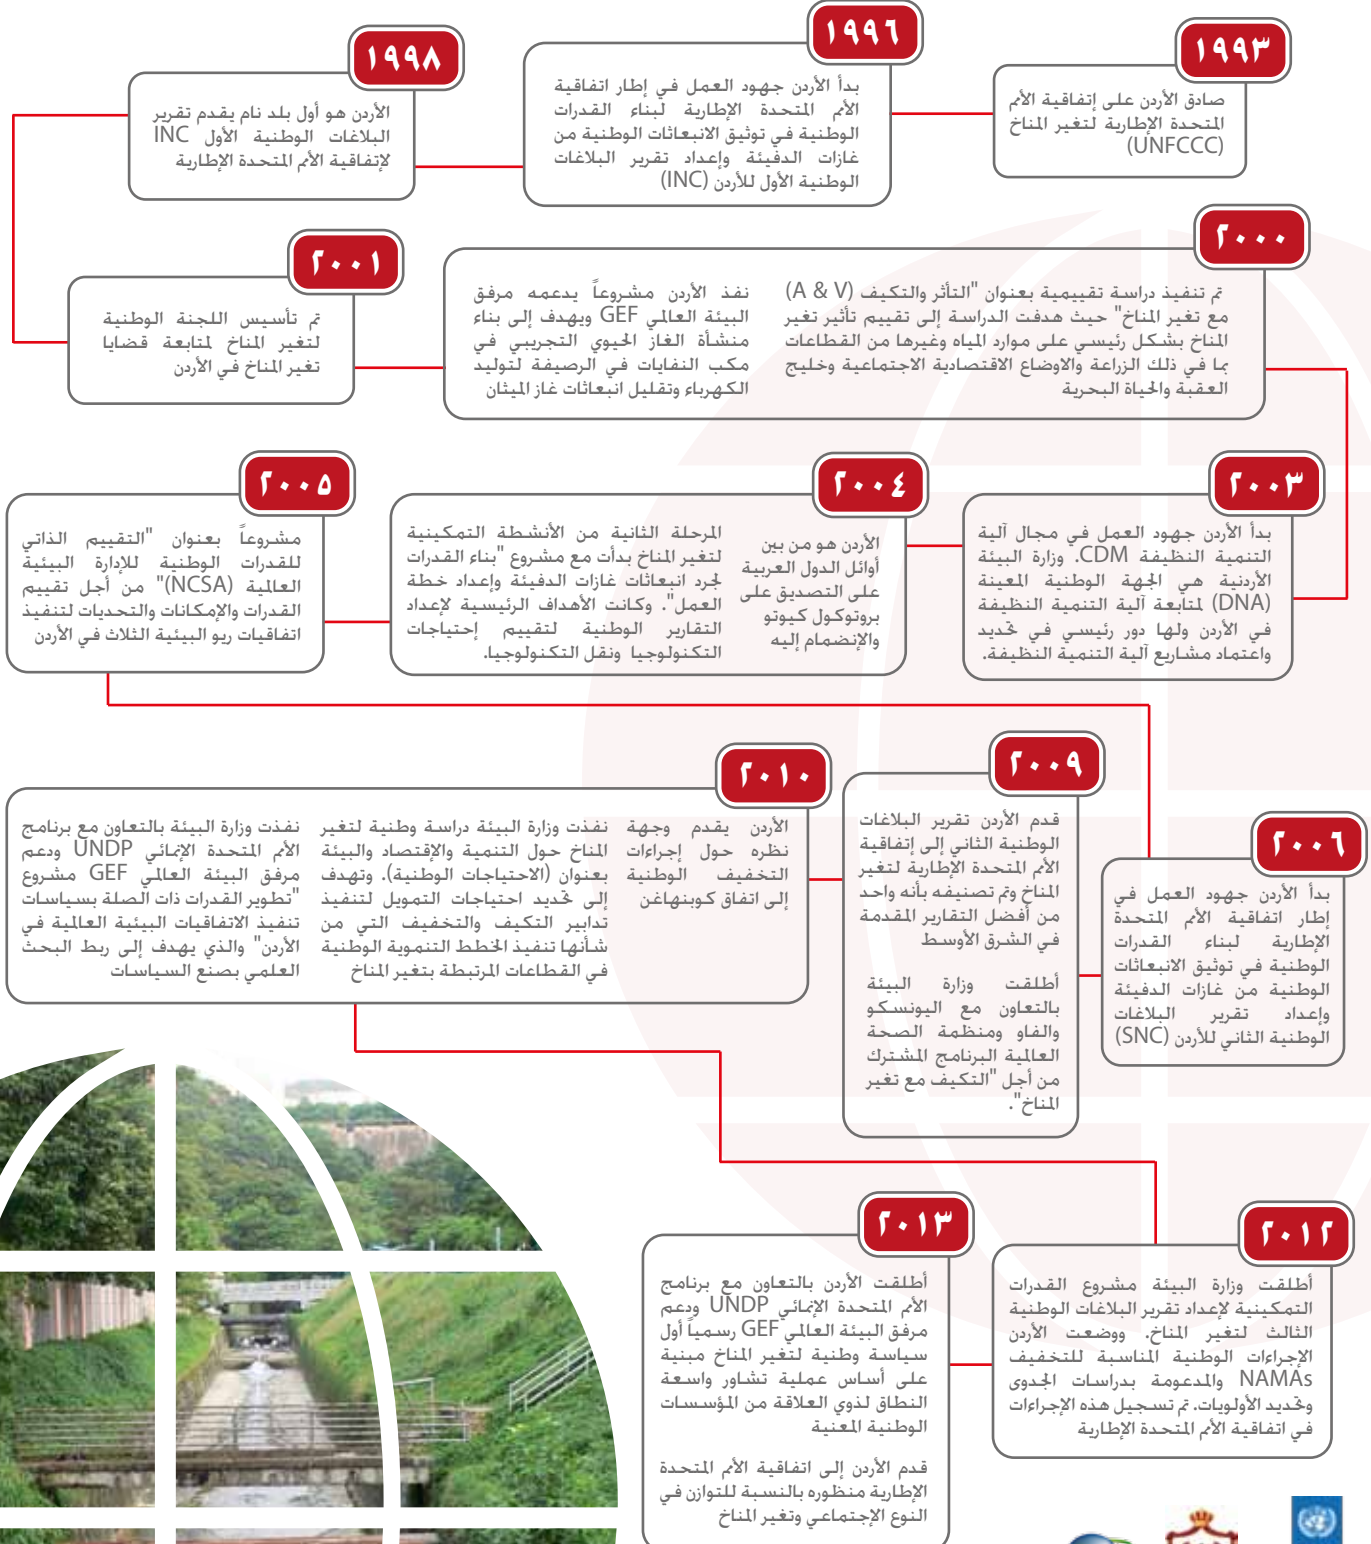 ١٩٩٣
صادق الأردن على إتفاقية الأمم
المتحدة الإطارية لتغير المناخ
(UNFCCC)
١٩٩٦
بدأ الأردن جهود العمل في إطار اتفاقية
الأمم المتحدة الإطارية لبناء القدرات
الوطنية في توثيق الانبعاثات الوطنية من
غازات الدفيئة وإعداد تقرير البلاغات
الوطنية الأول للأردن (INC)
١٩٩٨
الأردن هو أول بلد نام يقدم تقرير
البلاغات الوطنية الأول INC
لإتفاقية الأمم المتحدة الإطارية
٢٠٠٠
تم تنفيذ دراسة تقييمية بعنوان "التأثر والتكيف (A & V)
مع تغير المناخ" حيث هدفت الدراسة إلى تقييم تأثير تغير
المناخ بشكل رئيسي على موارد المياه وغيرها من القطاعات
بما في ذلك الزراعة والاوضاع الاقتصادية الاجتماعية وخليج
العقبة والحياة البحرية
نفذ الأردن مشروعاً يدعمه مرفق
البيئة العالمي GEF ويهدف إلى بناء
منشأة الغاز الحيوي التجريبي في
مكب النفايات في الرصيفة لتوليد
الكهرباء وتقليل انبعاثات غاز الميثان
٢٠٠١
تم تأسيس اللجنة الوطنية
لتغير المناخ لمتابعة قضايا
تغير المناخ في الأردن
٢٠٠٣
بدأ الأردن جهود العمل في مجال آلية
التنمية النظيفة CDM. وزارة البيئة
الأردنية هي الجهة الوطنية المعينة
(DNA) لمتابعة آلية التنمية النظيفة
في الأردن ولها دور رئيسي في تحديد
واعتماد مشاريع آلية التنمية النظيفة.
٢٠٠٤
الأردن هو من بين
أوائل الدول العربية
على التصديق على
بروتوكول كيوتو
والإنضمام إليه
المرحلة الثانية من الأنشطة التمكينية
لتغير المناخ بدأت مع مشروع "بناء القدرات
لجرد انبعاثات غازات الدفيئة وإعداد خطة
العمل". وكانت الأهداف الرئيسية لإعداد
التقارير الوطنية لتقييم إحتياجات
التكنولوجيا ونقل التكنولوجيا.
٢٠٠٥
مشروعاً بعنوان "التقييم الذاتي
للقدرات الوطنية للإدارة البيئية
العالمية (NCSA)" من أجل تقييم
القدرات والإمكانات والتحديات لتنفيذ
اتفاقيات ريو البيئية الثلاث في الأردن
٢٠٠٦
بدأ الأردن جهود العمل في
إطار اتفاقية الأمم المتحدة
الإطارية لبناء القدرات
الوطنية في توثيق الانبعاثات
الوطنية من غازات الدفيئة
وإعداد تقرير البلاغات
الوطنية الثاني للأردن (SNC)
٢٠٠٩
قدم الأردن تقرير البلاغات
الوطنية الثاني إلى إتفاقية
الأمم المتحدة الإطارية لتغير
المناخ وتم تصنيفه بأنه واحد
من أفضل التقارير المقدمة
في الشرق الأوسط
أطلقت وزارة البيئة
بالتعاون مع اليونسكو
والفاو ومنظمة الصحة
العالمية البرنامج المشترك
من أجل "التكيف مع تغير
المناخ".
٢٠١٠
الأردن يقدم وجهة
نظره حول إجراءات
التخفيف الوطنية
إلى اتفاق كوبنهاغن
نفذت وزارة البيئة دراسة وطنية لتغير
المناخ حول التنمية والإقتصاد والبيئة
بعنوان (الاحتياجات الوطنية). وتهدف
إلى تحديد احتياجات التمويل لتنفيذ
تدابير التكيف والتخفيف التي من
شأنها تنفيذ الخطط التنموية الوطنية
في القطاعات المرتبطة بتغير المناخ
نفذت وزارة البيئة بالتعاون مع برنامج
الأمم المتحدة الإنمائي UNDP ودعم
مرفق البيئة العالمي GEF مشروع
"تطوير القدرات ذات الصلة بسياسات
تنفيذ الاتفاقيات البيئية العالمية في
الأردن" والذي يهدف إلى ربط البحث
العلمي بصنع السياسات
٢٠١٢
أطلقت وزارة البيئة مشروع القدرات
التمكينية لإعداد تقرير البلاغات الوطنية
الثالث لتغير المناخ. ووضعت الأردن
الإجراءات الوطنية المناسبة للتخفيف
NAMAs والمدعومة بدراسات الجدوى
وتحديد الأولويات. تم تسجيل هذه الإجراءات
في اتفاقية الأمم المتحدة الإطارية
٢٠١٣
أطلقت الأردن بالتعاون مع برنامج
الأمم المتحدة الإنمائي UNDP ودعم
مرفق البيئة العالمي GEF رسمياً أول
سياسة وطنية لتغير المناخ مبنية
على أساس عملية تشاور واسعة
النطاق لذوي العلاقة من المؤسسات
الوطنية المعنية
قدم الأردن إلى اتفاقية الأمم المتحدة
الإطارية منظوره بالنسبة للتوازن في
النوع الإجتماعي وتغير المناخ